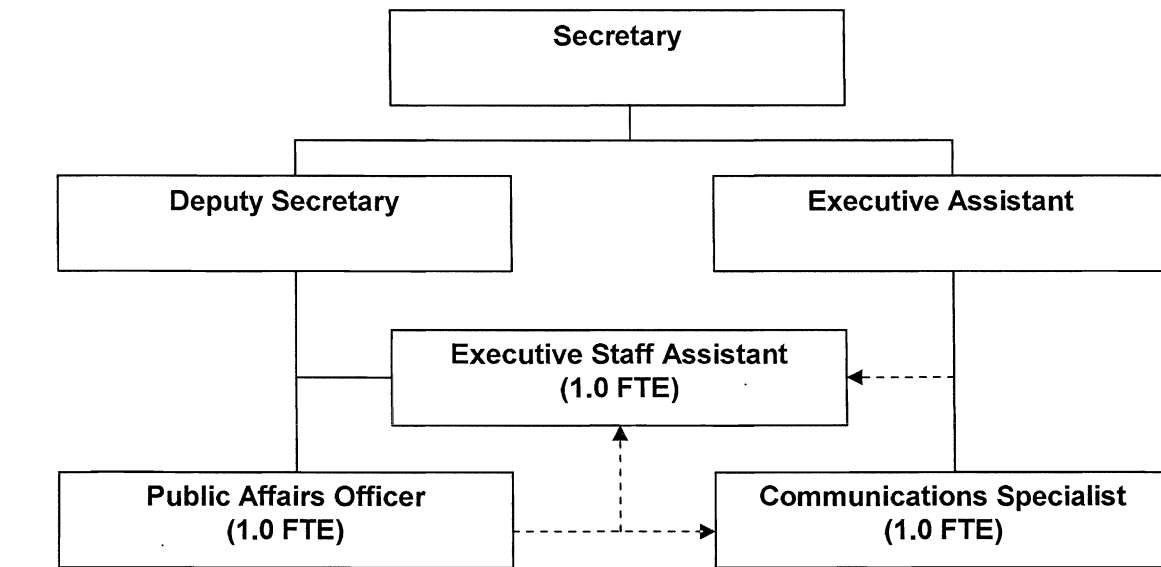 Secretary
Deputy Secretary
Executive Assistant
Executive Staff Assistant
(1.0 FTE)
Public Affairs Officer
(1.0 FTE)
Communications Specialist
(1.0 FTE)